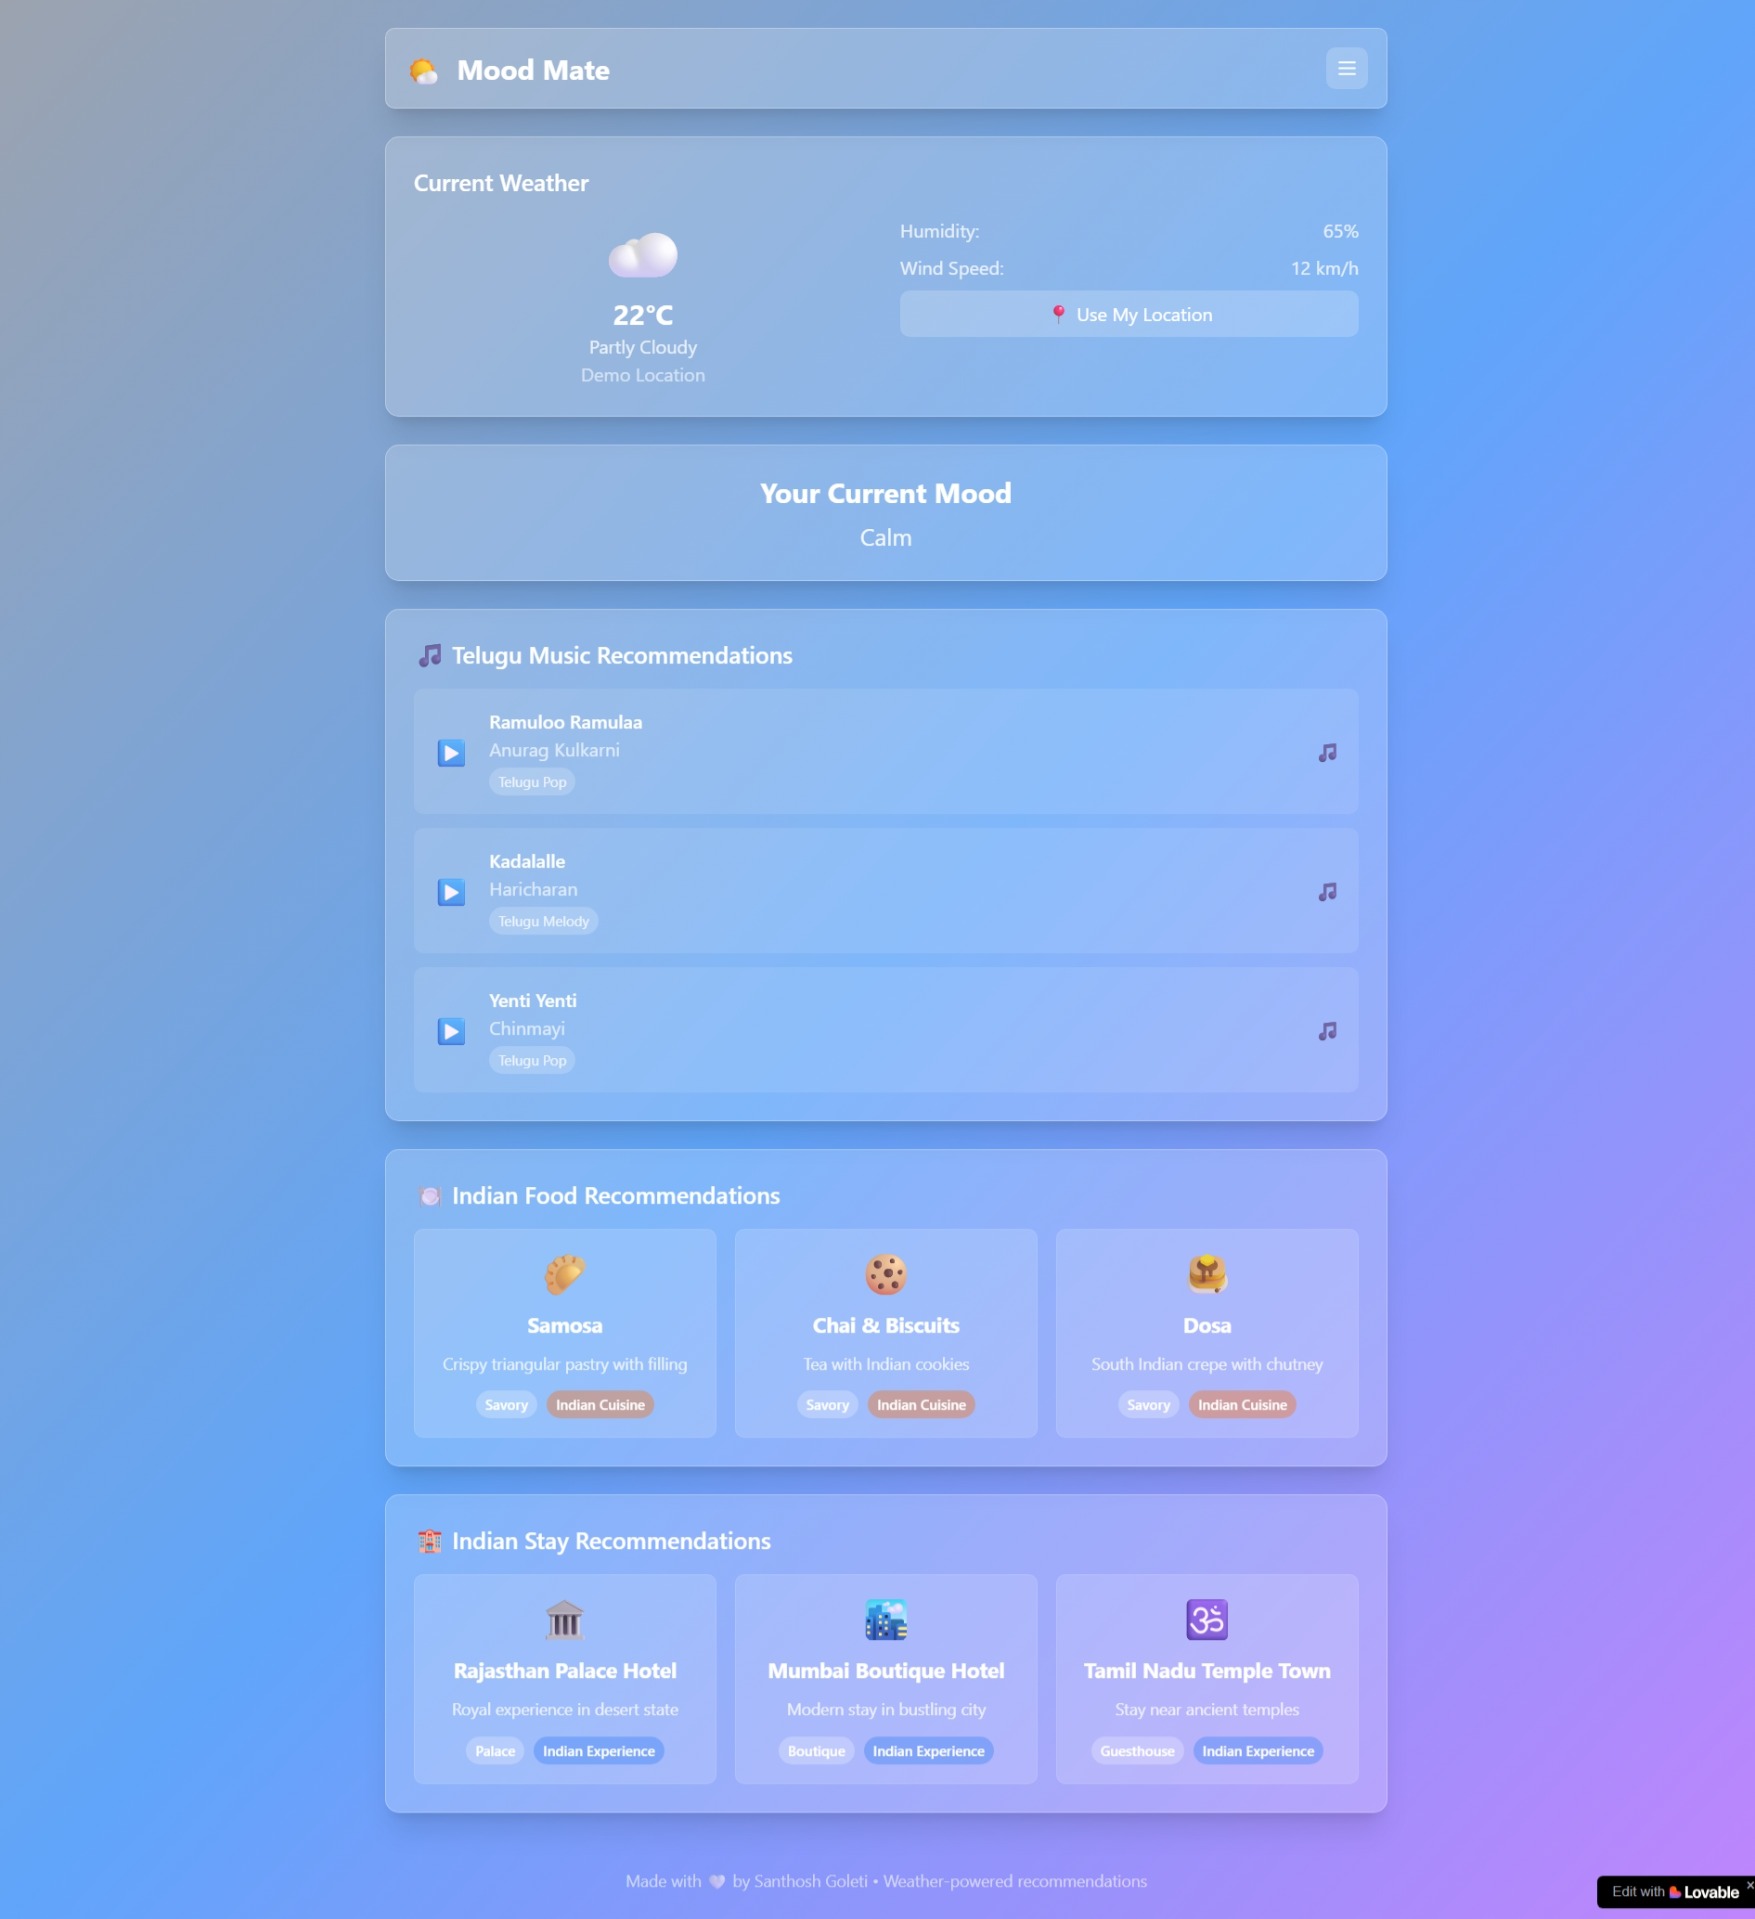 Mood Mate
Current Weather
22°C
Partly Cloudy
Demo Location
Humidity: 65%
Wind Speed: 12 km/h
Use My Location
Your Current Mood
Calm
Telugu Music Recommendations
Ramuloo Ramulaa
Anurag Kulkarni
Telugu Pop
Kadalalle
Haricharan
Telugu Melody
Yenti Yenti
Chinmayi
Telugu Pop
Indian Food Recommendations
Samosa
Crispy triangular pastry with filling
Savory Indian Cuisine
Chai & Biscuits
Tea with Indian cookies
Savory Indian Cuisine
Dosa
South Indian crepe with chutney
Savory Indian Cuisine
Indian Stay Recommendations
Rajasthan Palace Hotel
Royal experience in desert state
Palace Indian Experience
Mumbai Boutique Hotel
Modern stay in bustling city
Boutique Indian Experience
ॐ
Tamil Nadu Temple Town
Stay near ancient temples
Guesthouse Indian Experience
Made with 🤍 by Santhosh Goleti • Weather-powered recommendations
Edit with Lovable ×